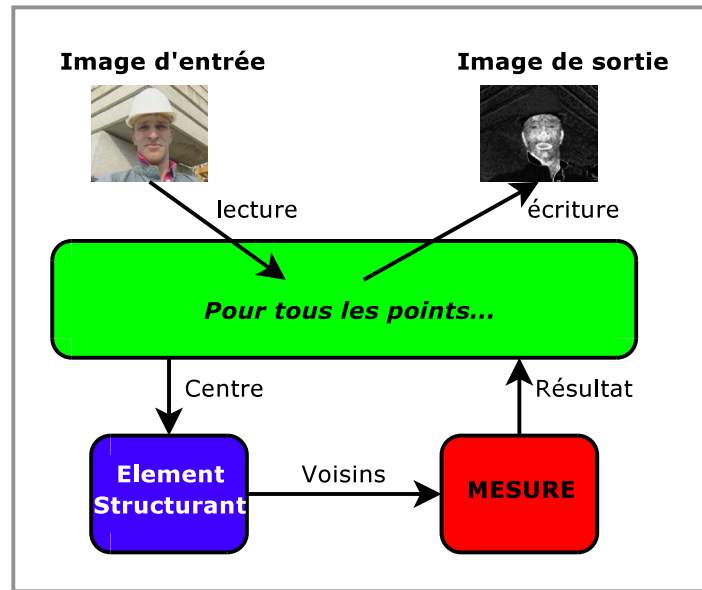 Image d'entrée
Image de sortie
lecture
écriture
Pour tous les points...
Centre
Résultat
Element
Structurant
Voisins
MESURE